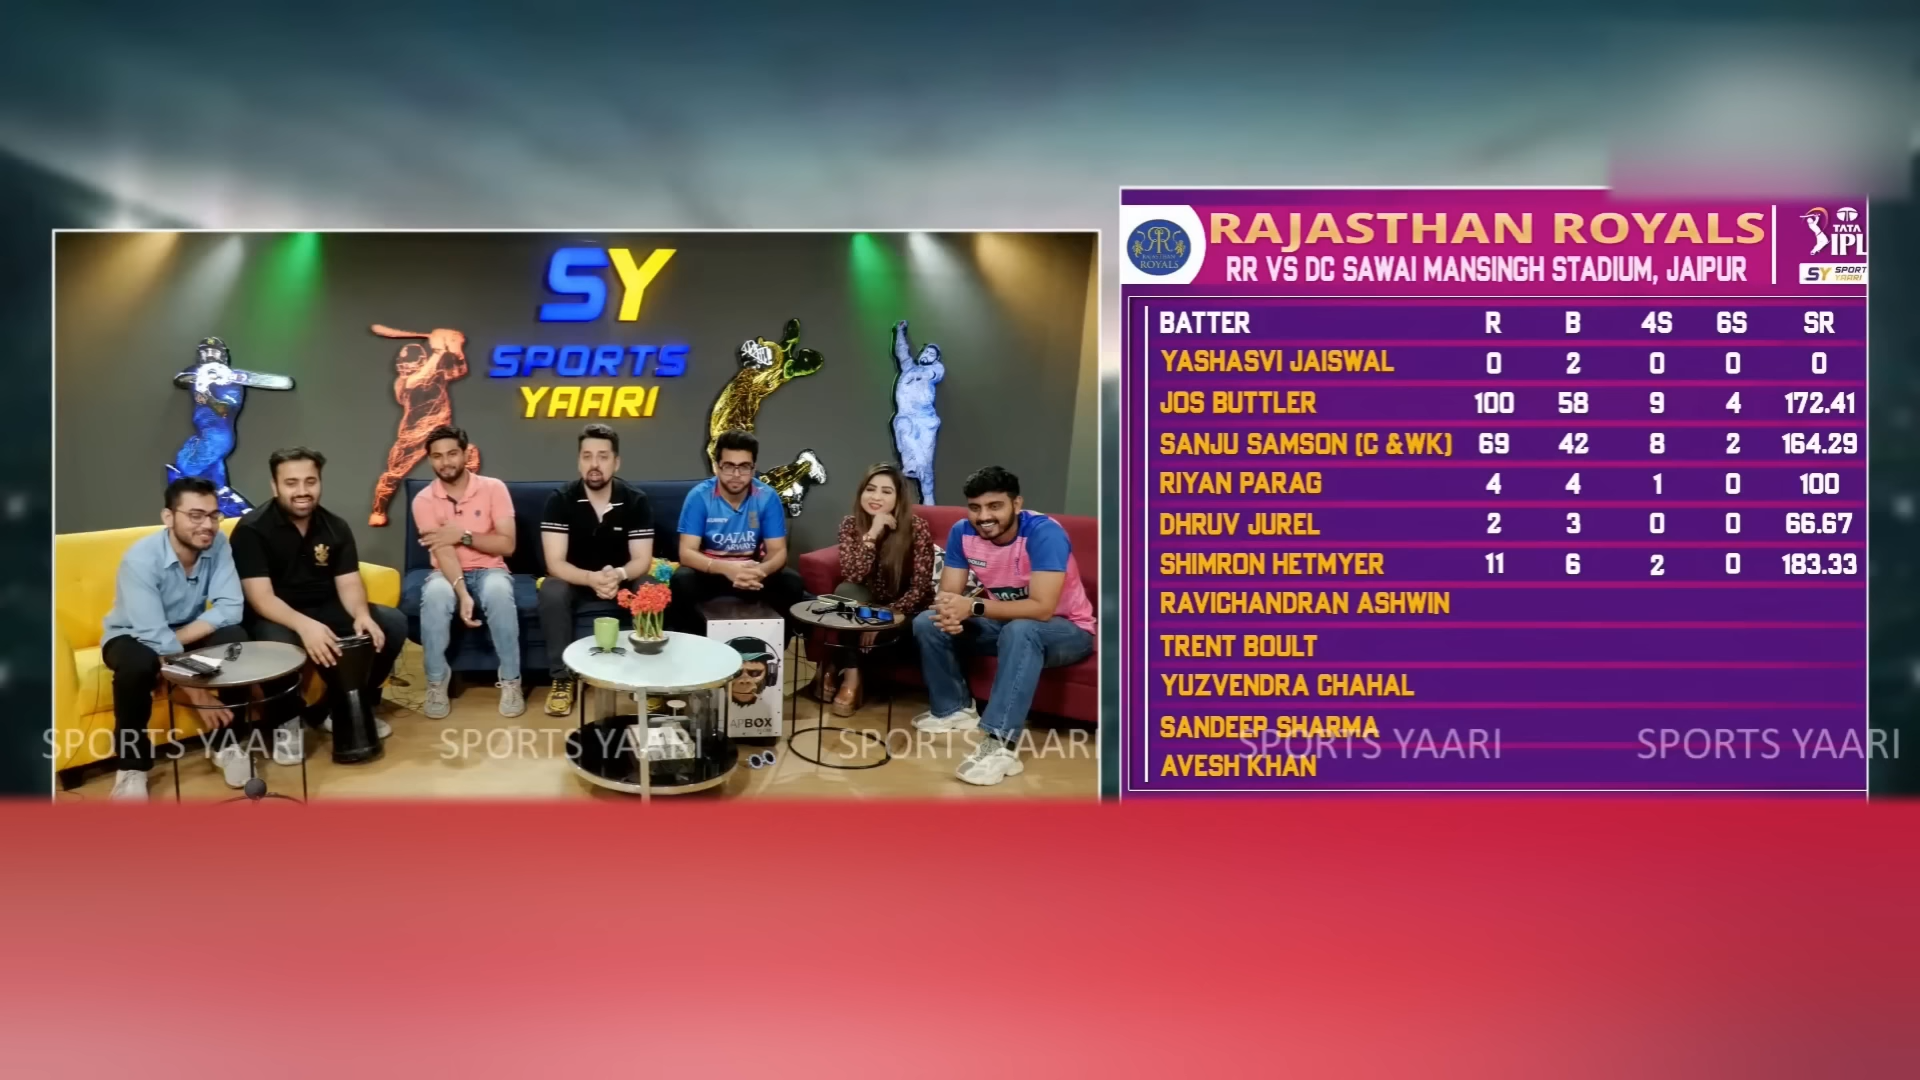 SY
SPORTS
YAARI
QATAR
AIRWAYS
APBOX
RAJASTHAN ROYALS
RR VS DC SAWAI MANSINGH STADIUM, JAIPUR
RAJASTHAN
ROYALS
TATA
IPL
SY SPORT
YAARI
BATTER R B 4S 6S SR
YASHASVI JAISWAL 0 2 0 0 0
JOS BUTTLER 100 58 9 4 172.41
SANJU SAMSON (C &WK) 69 42 8 2 164.29
RIYAN PARAG 4 4 1 0 100
DHRUV JUREL 2 3 0 0 66.67
SHIMRON HETMYER 11 6 2 0 183.33
RAVICHANDRAN ASHWIN
TRENT BOULT
YUZVENDRA CHAHAL
SANDEEP SHARMA
AVESH KHAN
SPORTS YAARI SPORTS YAARI SPORTS YAARI SPORTS YAARI SPORTS YAARI